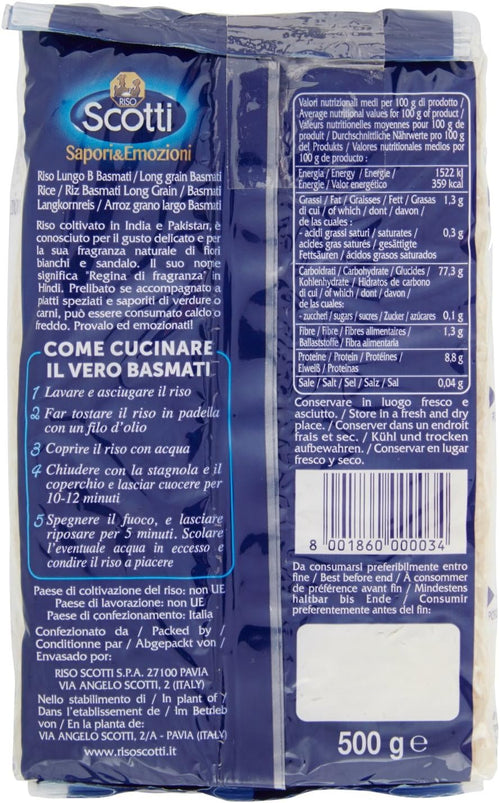 RISO
Scotti
Sapori&Emozioni
Riso Lungo B Basmati / Long grain Basmati
Rice / Riz Basmati Long Grain / Basmati
Langkornreis / Arroz grano largo Basmati
Riso coltivato in India e Pakistan, è
conosciuto per il gusto delicato e per
la sua fragranza naturale di fiori
bianchi e sandalo. Il suo nome
significa "Regina di fragranza" in
Hindi. Prelibato se accompagnato a
piatti speziati e saporiti di verdure o
carni, può essere consumato caldo o
freddo. Provalo ed emozionati!
COME CUCINARE
IL VERO BASMATI
1 Lavare e asciugare il riso
2 Far tostare il riso in padella
con un filo d'olio
3 Coprire il riso con acqua
4 Chiudere con la stagnola e il
coperchio e lasciar cuocere per
10-12 minuti
5 Spegnere il fuoco, e lasciare
riposare per 5 minuti. Scolare
l'eventuale acqua in eccesso e
condire il riso a piacere
Paese di coltivazione del riso: non UE
Paese di lavorazione: non UE
Paese di confezionamento: Italia
Confezionato da / Packed by /
Conditionne par / Abgepackt von /
Envasado por:
RISO SCOTTI S.P.A. 27100 PAVIA
VIA ANGELO SCOTTI, 2 (ITALY)
Nello stabilimento di / In plant of /
Dans l'etablissement de / Im Betrieb
von / En la planta de:
VIA ANGELO SCOTTI, 2/A - PAVIA (ITALY)
www.risoscotti.it
Valori nutrizionali medi per 100 g di prodotto /
Average nutritional values for 100 g of product /
Valeurs nutritionelles moyennes pour 100 g de
produit / Durchschnittliche Nährwerte pro 100 g
del Produkts / Valores nutritionales medios por
100 g de producto :
Energia / Energy / Energie / 1522 kJ
Energie / Valor energético 359 kcal
Grassi / Fat / Graisses / Fett / Grasas 1,3 g
di cui / of which / dont / davon /
de las cuales :
- acidi grassi saturi / saturates / 0,3 g
acides gras saturés / gesättigte
Fettsäuren / ácidos grasos saturados
Carboidrati / Carbohydrate / Glucides / 77,3 g
Kohlenhydrate / Hidratos de carbono
di cui / of which / dont / davon /
de las cuales:
- zuccheri / sugars / sucres / Zucker / azúcares 0,1 g
Fibre / Fibre / Fibres alimentaires / 1,3 g
Ballaststoffe / Fibra alimentaria
Proteine / Protein / Protéines / 8,8 g
Eiweiß / Proteinas
Sale / Salt / Sel / Salz / Sal 0,04 g
Conservare in luogo fresco e
asciutto. / Store in a fresh and dry
place. / Conserver dans un endroit
frais et sec. / Kühl und trocken
aufbewahren. / Conservar en lugar
fresco y seco.
8 001860 000034
Da consumarsi preferibilmente entro
fine / Best before end / À consommer
de préférence avant fin / Mindestens
haltbar bis Ende / Consumir
preferentemente antes del fin:
500 g e